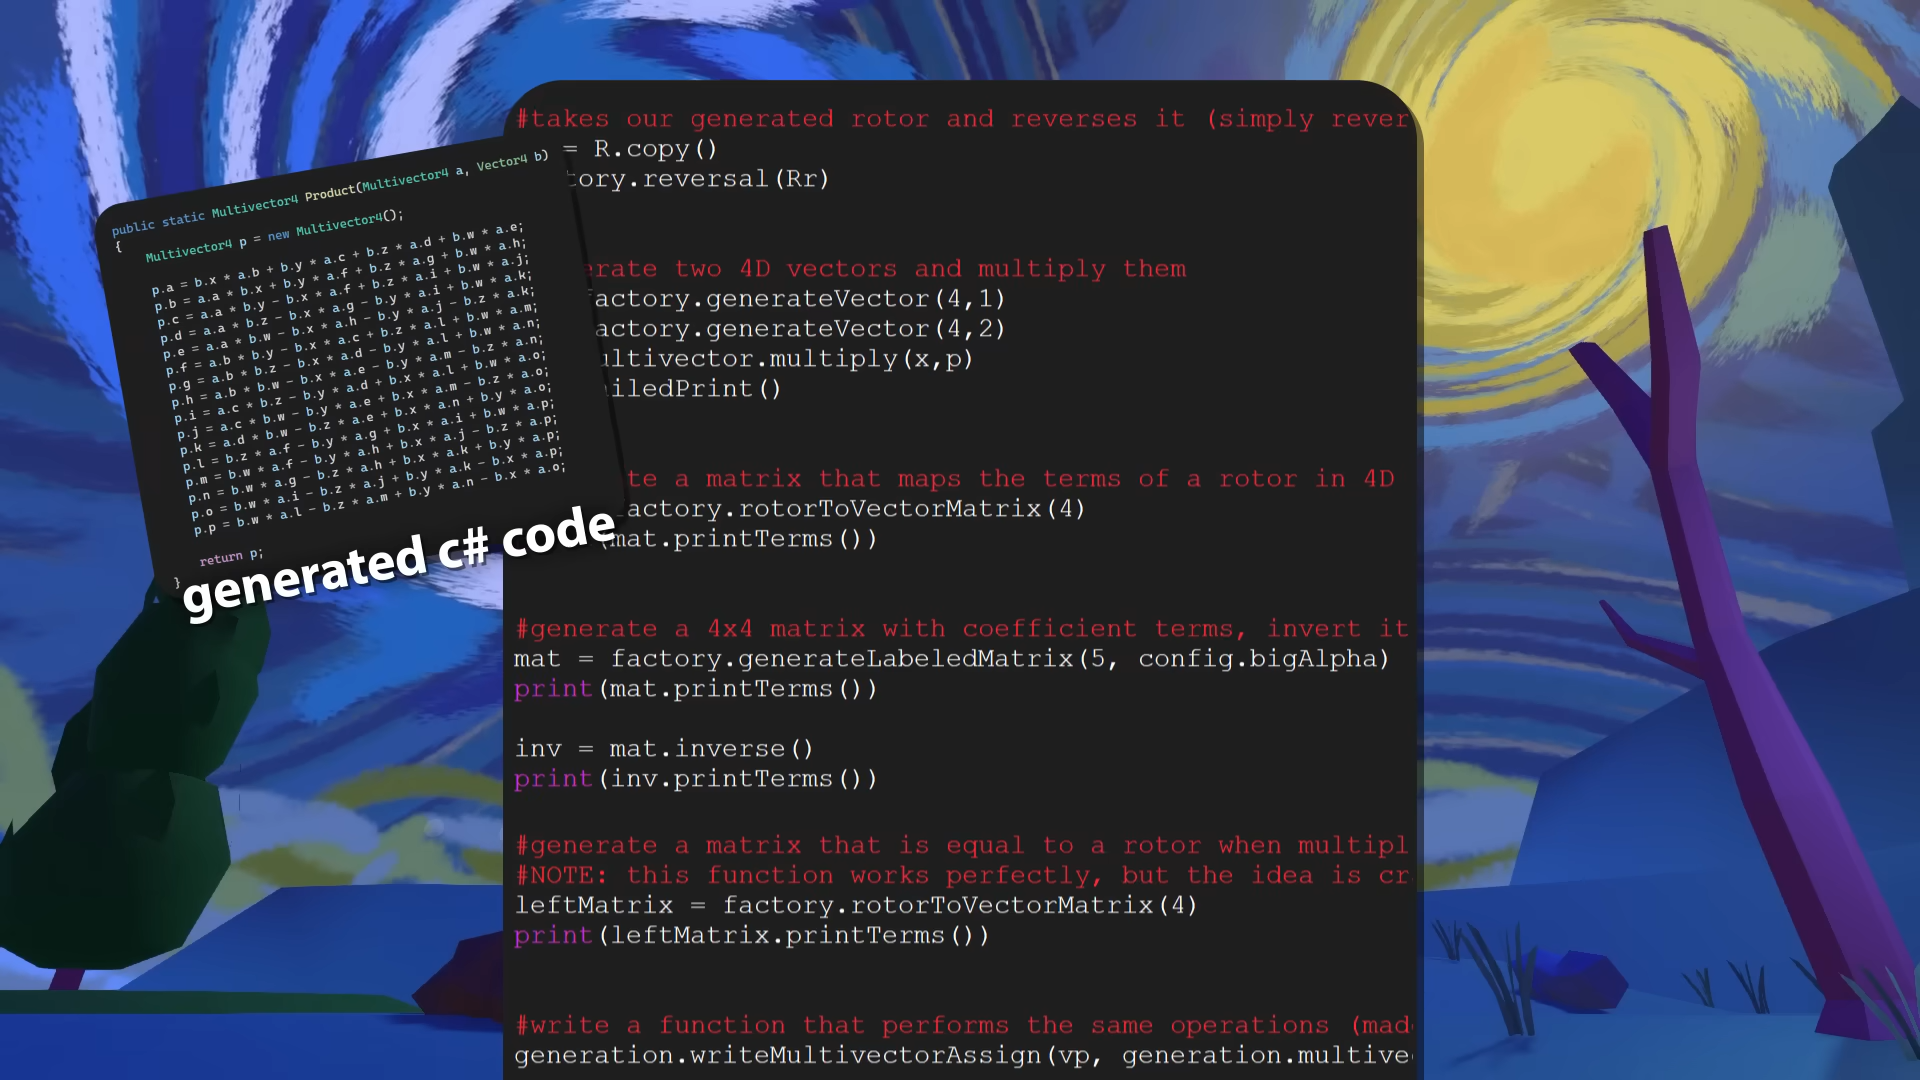 public static Multivector4 Product(Multivector4 a, Vector4 b)
{
Multivector4 p = new Multivector4();
p.a = b.x * a.b + b.y * a.c + b.z * a.d + b.w * a.e;
p.b = a.a * b.x + b.y * a.f + b.z * a.g + b.w * a.h;
p.c = a.a * b.y - b.x * a.f + b.z * a.i + b.w * a.j;
p.d = a.a * b.z - b.x * a.g - b.y * a.i + b.w * a.k;
p.e = a.a * b.w - b.x * a.h - b.y * a.j - b.z * a.k;
p.f = a.b * b.y - b.x * a.c + b.z * a.l + b.w * a.m;
p.g = a.b * b.z - b.x * a.d - b.y * a.l + b.w * a.n;
p.h = a.b * b.w - b.x * a.e - b.y * a.m - b.z * a.n;
p.i = a.c * b.z - b.y * a.d + b.x * a.l + b.w * a.o;
p.j = a.c * b.w - b.y * a.e + b.x * a.m - b.z * a.o;
p.k = a.d * b.w - b.z * a.e + b.x * a.n + b.y * a.o;
p.l = b.z * a.f - b.y * a.g + b.x * a.i + b.w * a.p;
p.m = b.w * a.f - b.y * a.h + b.x * a.j - b.z * a.p;
p.n = b.w * a.g - b.z * a.h + b.x * a.k + b.y * a.p;
p.o = b.w * a.i - b.z * a.j + b.y * a.k - b.x * a.p;
p.p = b.w * a.l - b.z * a.m + b.y * a.n - b.x * a.o;
return p;
}
generated c# code
#takes our generated rotor and reverses it (simply rever
= R.copy()
tory.reversal(Rr)
erate two 4D vectors and multiply them
factory.generateVector(4,1)
actory.generateVector(4,2)
ultivector.multiply(x,p)
iledPrint()
te a matrix that maps the terms of a rotor in 4D
actory.rotorToVectorMatrix(4)
(mat.printTerms())
#generate a 4x4 matrix with coefficient terms, invert it
mat = factory.generateLabeledMatrix(5, config.bigAlpha)
print(mat.printTerms())
inv = mat.inverse()
print(inv.printTerms())
#generate a matrix that is equal to a rotor when multipl
#NOTE: this function works perfectly, but the idea is cr
leftMatrix = factory.rotorToVectorMatrix(4)
print(leftMatrix.printTerms())
#write a function that performs the same operations (mad
generation.writeMultivectorAssign(vp, generation.multive